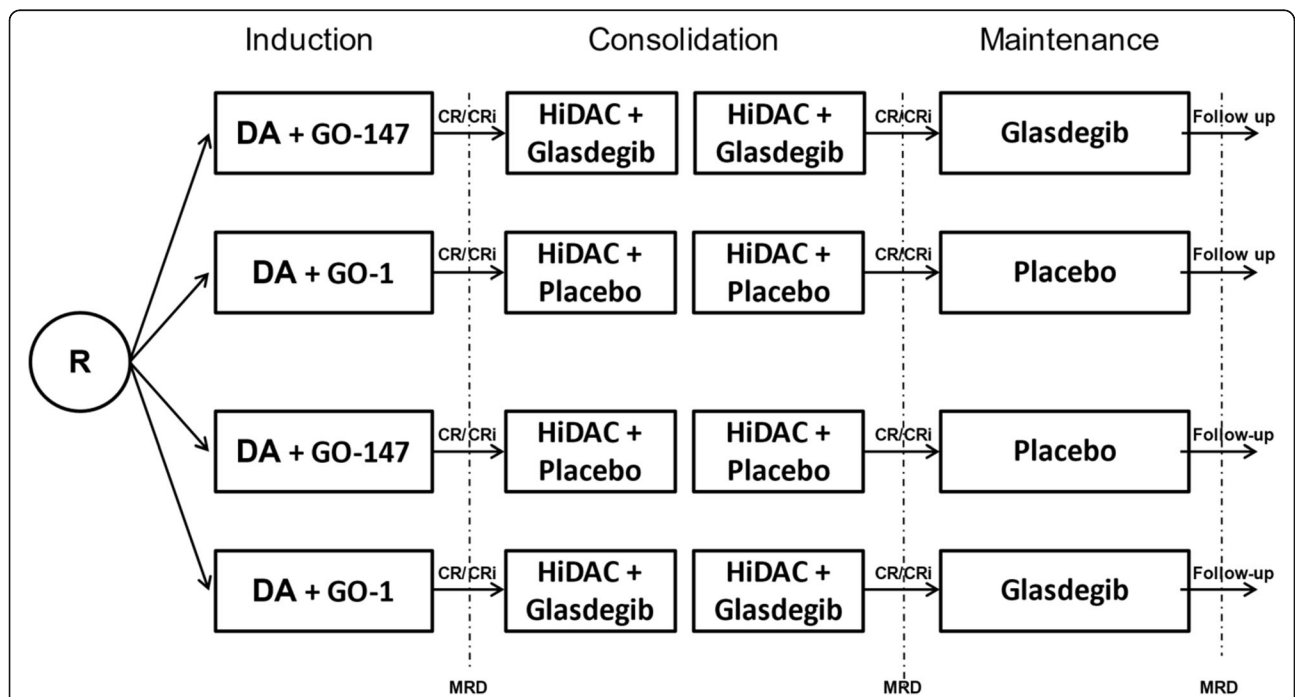 Induction
Consolidation
Maintenance
R
DA + GO-147
CR/CRi
HiDAC +
Glasdegib
HiDAC +
Glasdegib
CR/CRi
Glasdegib
Follow up
DA + GO-1
CR/CRi
HiDAC +
Placebo
HiDAC +
Placebo
CR/CRi
Placebo
Follow up
DA + GO-147
CR/CRi
HiDAC +
Placebo
HiDAC +
Placebo
CR/CRi
Placebo
Follow-up
DA + GO-1
CR/CRi
HiDAC +
Glasdegib
HiDAC +
Glasdegib
CR/CRi
Glasdegib
Follow-up
MRD
MRD
MRD